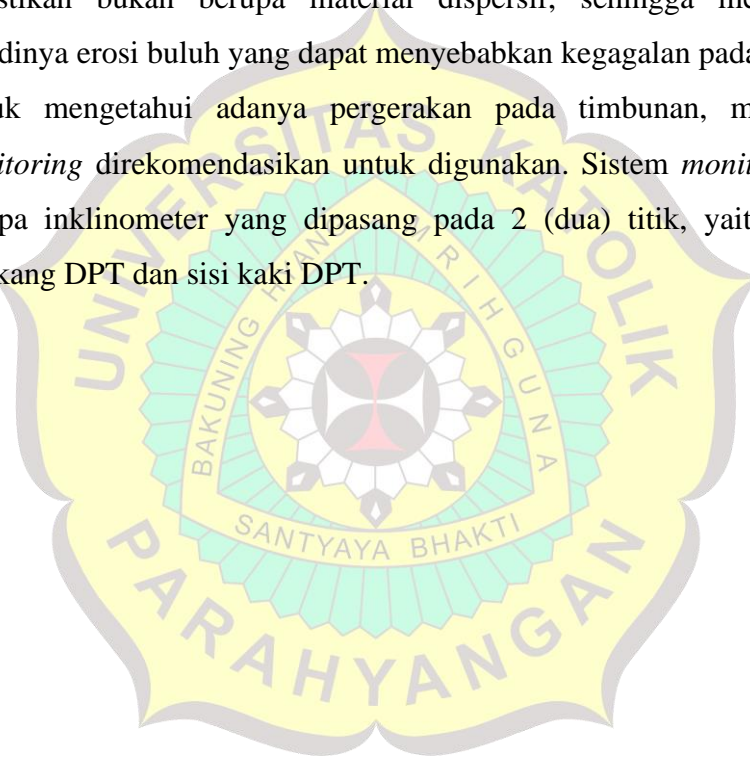 stikan bukan berupa material dispersif, sehingga me
dinya erosi buluh yang dapat menyebabkan kegagalan pada
uk mengetahui adanya pergerakan pada timbunan, m
itoring direkomendasikan untuk digunakan. Sistem monit
pa inklinometer yang dipasang pada 2 (dua) titik, yait
kang DPT dan sisi kaki DPT.
UNIVERSITAS KATOLIK
BAKUNING HYANG MRIH GUNA
SANTYAYA BHAKTI
PARAHYANGAN